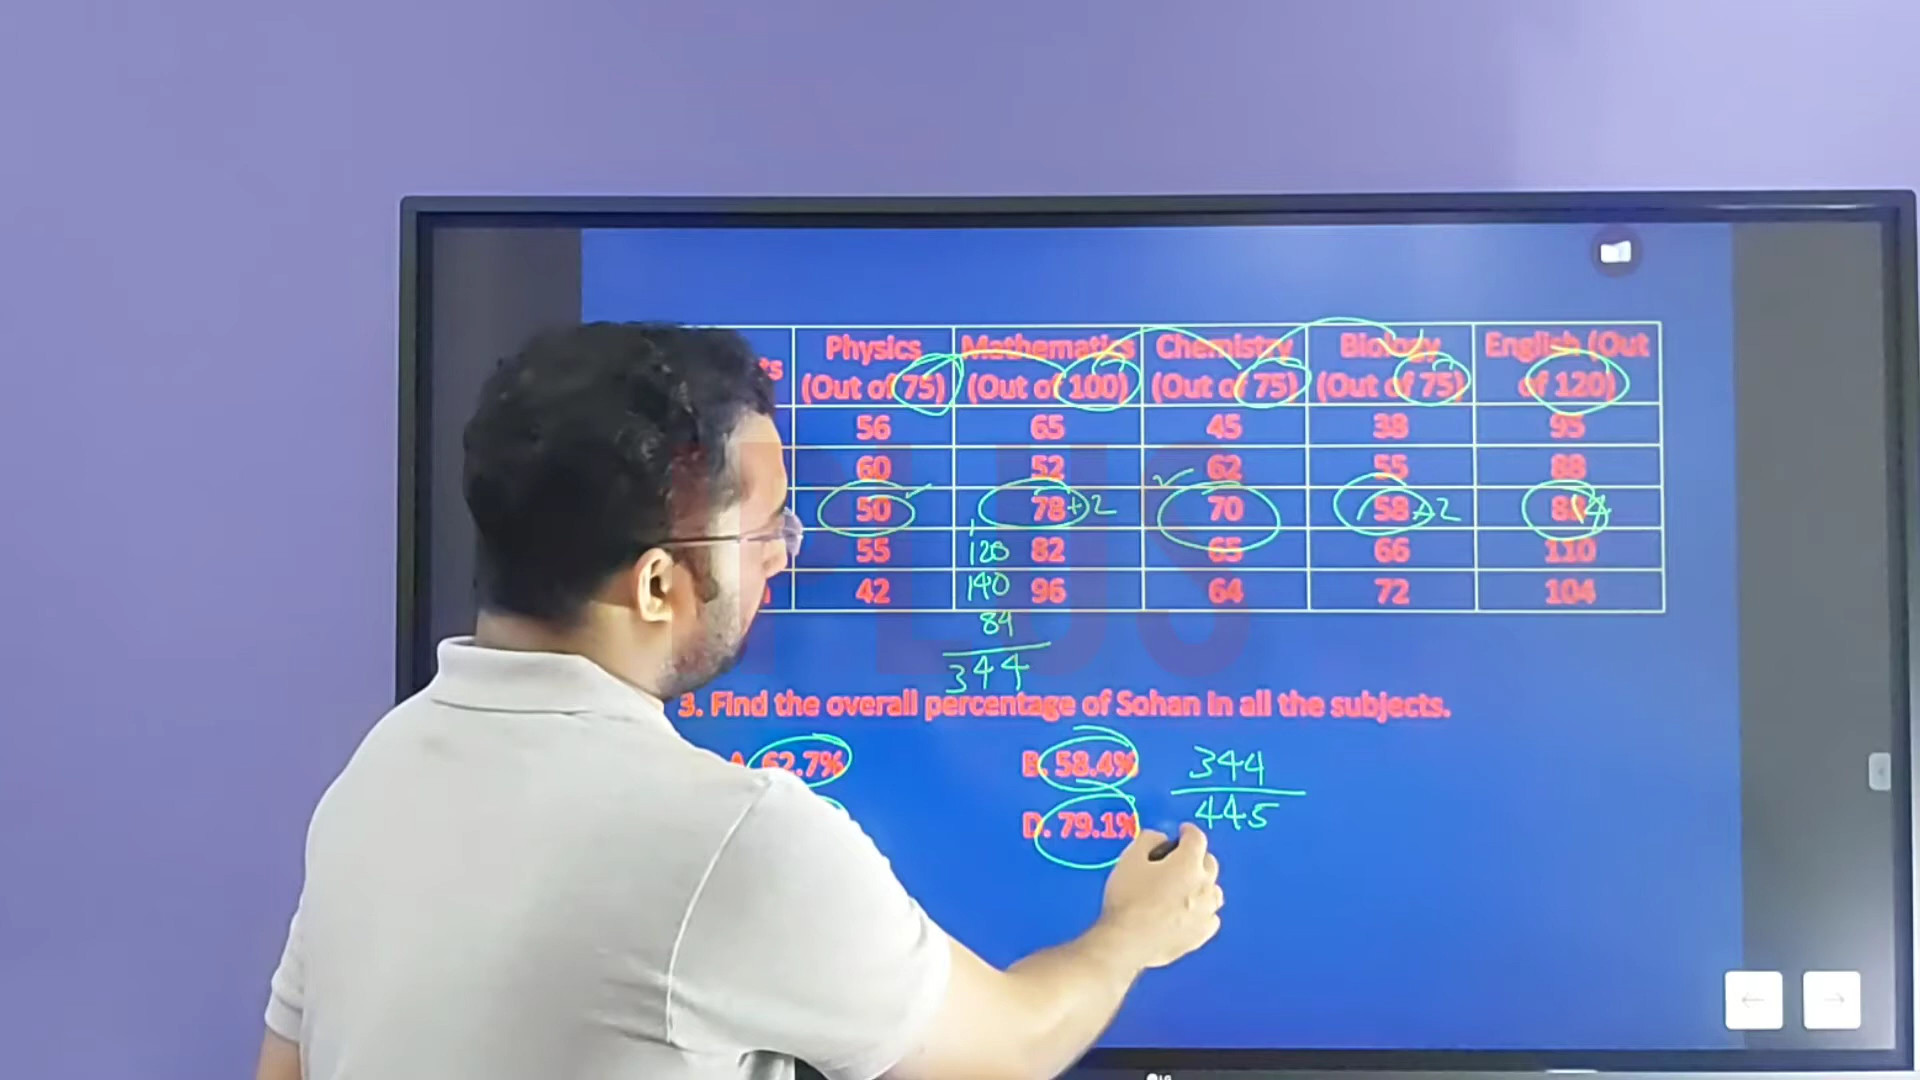 Physics Mathematics Chemistry Biology English (Out
(Out of 75) (Out of 100) (Out of 75) (Out of 75) of 120)
56 65 45 38 95
60 52 62 55 88
50 78+2 70 58+2
55 120 82 65 66 110
42 140 96 64 72 104
84
344
3. Find the overall percentage of Sohan in all the subjects.
A. 62.7% B. 58.4% 344
D. 79.1% 445
PLUS
LG